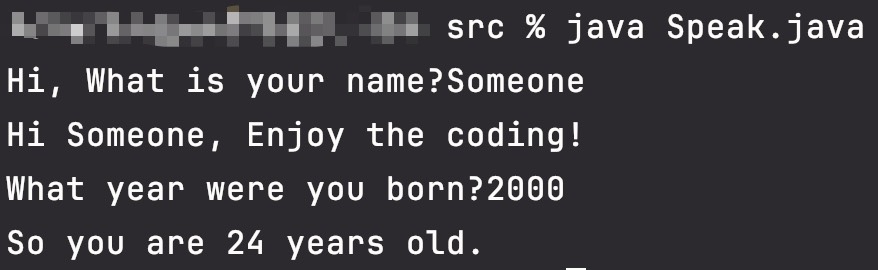 src % java Speak.java
Hi, What is your name?Someone
Hi Someone, Enjoy the coding!
What year were you born?2000
So you are 24 years old.